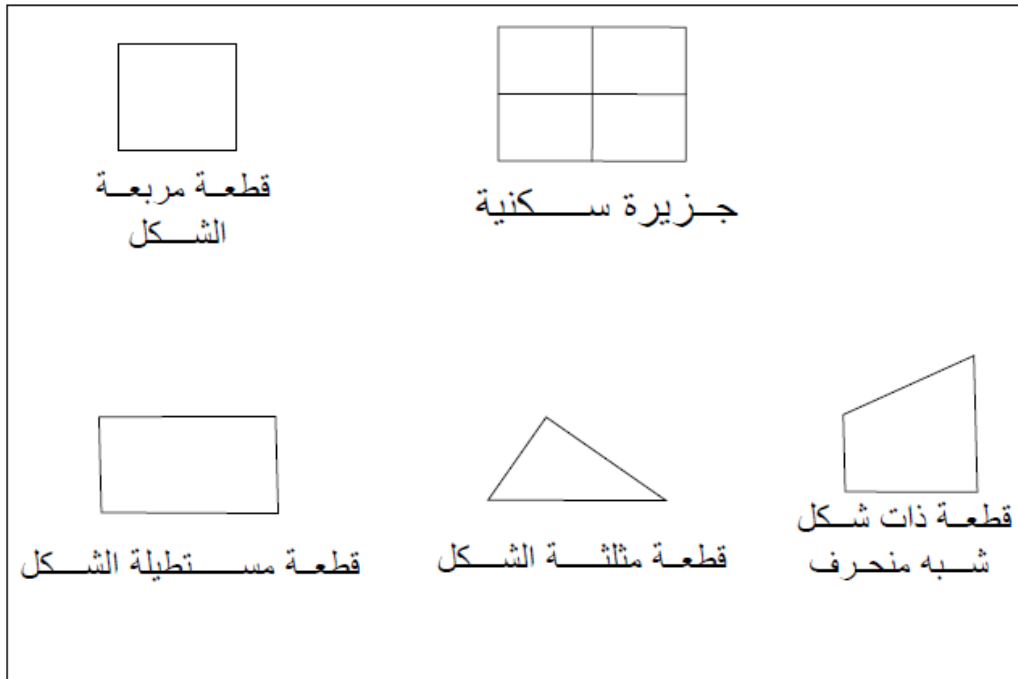 قطعة مربعة
الشكل
جزيرة سكنية
قطعة مستطيلة الشكل
قطعة مثلثة الشكل
قطعة ذات شكل
شبه منحرف